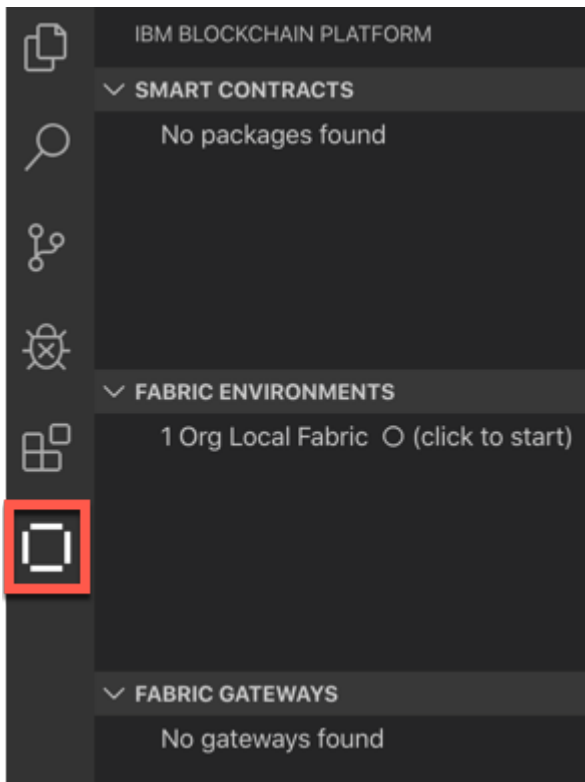 IBM BLOCKCHAIN PLATFORM
SMART CONTRACTS
No packages found
FABRIC ENVIRONMENTS
1 Org Local Fabric ○ (click to start)
FABRIC GATEWAYS
No gateways found